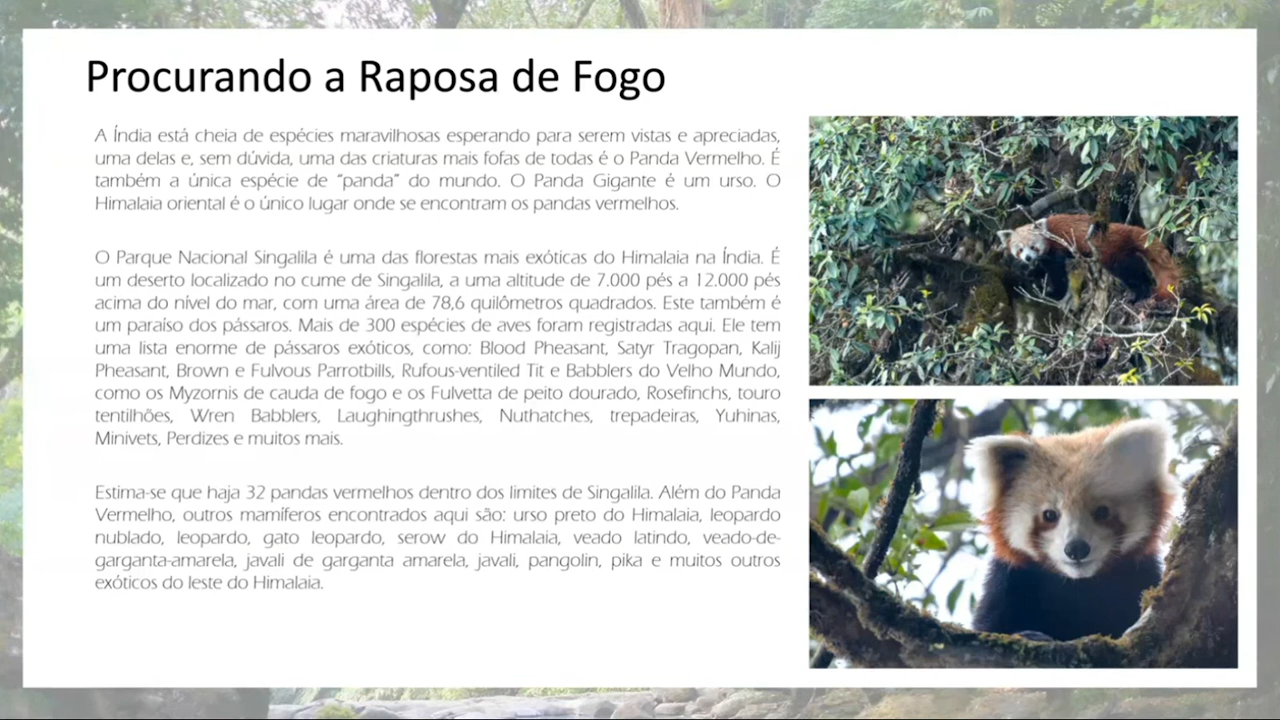 Procurando a Raposa de Fogo
A Índia está cheia de espécies maravilhosas esperando para serem vistas e apreciadas,
uma delas e, sem dúvida, uma das criaturas mais fofas de todas é o Panda Vermelho. É
também a única espécie de “panda” do mundo. O Panda Gigante é um urso. O
Himalaia oriental é o único lugar onde se encontram os pandas vermelhos.
O Parque Nacional Singalila é uma das florestas mais exóticas do Himalaia na Índia. É
um deserto localizado no cume de Singalila, a uma altitude de 7.000 pés a 12.000 pés
acima do nível do mar, com uma área de 78,6 quilômetros quadrados. Este também é
um paraíso dos pássaros. Mais de 300 espécies de aves foram registradas aqui. Ele tem
uma lista enorme de pássaros exóticos, como: Blood Pheasant, Satyr Tragopan, Kalij
Pheasant, Brown e Fulvous Parrotbills, Rufous-ventiled Tit e Babblers do Velho Mundo,
como os Myzornis de cauda de fogo e os Fulvetta de peito dourado, Rosefinchs, touro
tentilhões, Wren Babblers, Laughingthrushes, Nuthatches, trepadeiras, Yuhinas,
Minivets, Perdizes e muitos mais.
Estima-se que haja 32 pandas vermelhos dentro dos limites de Singalila. Além do Panda
Vermelho, outros mamíferos encontrados aqui são: urso preto do Himalaia, leopardo
nublado, leopardo, gato leopardo, serow do Himalaia, veado latindo, veado-de-
garganta-amarela, javali de garganta amarela, javali, pangolin, pika e muitos outros
exóticos do leste do Himalaia.